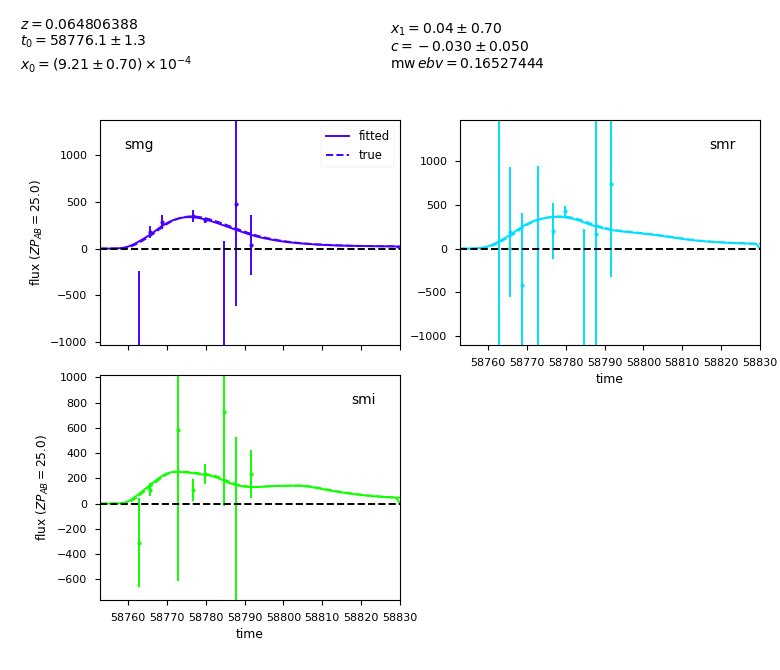 z = 0.064806388
t₀ = 58776.1 ± 1.3
x₀ = (9.21 ± 0.70) × 10⁻⁴
x₁ = 0.04 ± 0.70
c = −0.030 ± 0.050
mw ebv = 0.16527444
smg
fitted
true
flux (ZP_AB = 25.0)
1000
500
0
−500
−1000
smr
1000
500
0
−500
−1000
58760 58770 58780 58790 58800 58810 58820 58830
time
smi
flux (ZP_AB = 25.0)
1000
800
600
400
200
0
−200
−400
−600
58760 58770 58780 58790 58800 58810 58820 58830
time